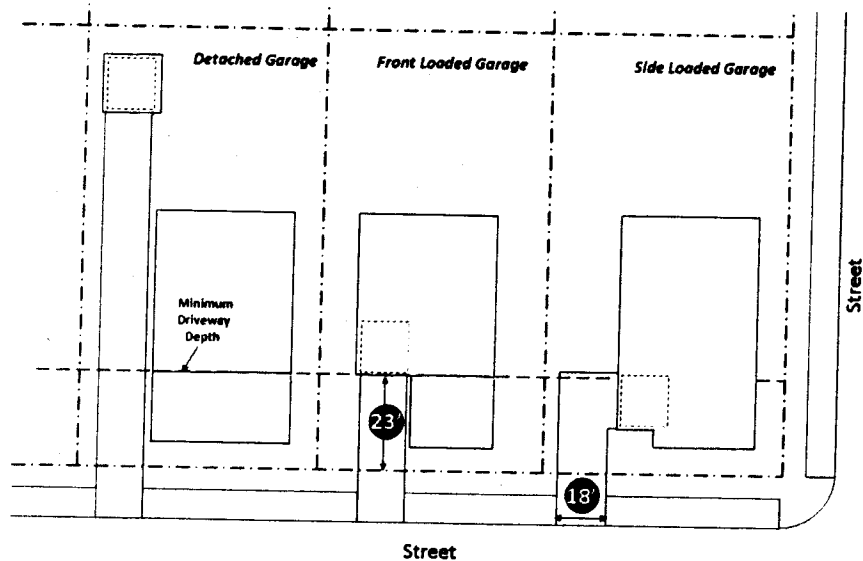 Detached Garage
Front Loaded Garage
Side Loaded Garage
Minimum
Driveway
Depth
23'
18'
Street
Street